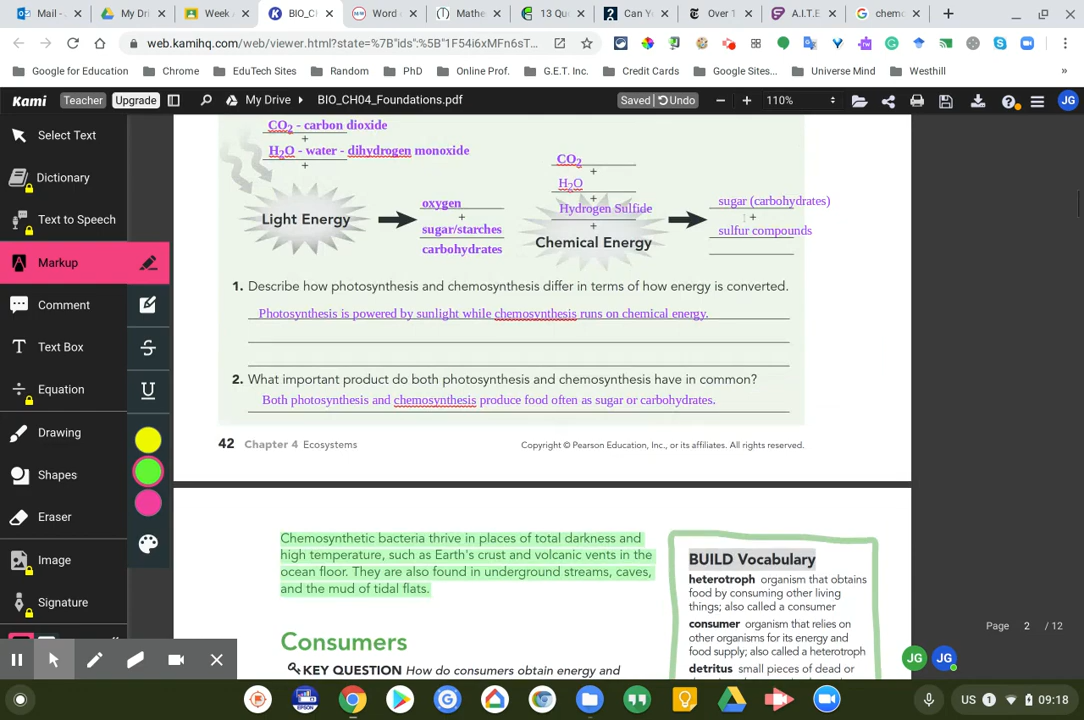 Mail -
My Dri
Week
BIO_CH
Word
Mathe
13 Qu
Can Y
Over 1
A.I.T.E
chemo
web.kamihq.com/web/viewer.html?state=%7B"ids":%5B"1F54i6xMFn6sT...
Google for Education
Chrome
EduTech Sites
Random
PhD
Online Prof.
G.E.T. Inc.
Credit Cards
Google Sites...
Universe Mind
Westhill
»
Kami
Teacher
Upgrade
My Drive
BIO_CH04_Foundations.pdf
Saved
Undo
110%
JG
Select Text
Dictionary
Text to Speech
Markup
Comment
Text Box
Equation
Drawing
Shapes
Eraser
Image
Signature
CO2 - carbon dioxide
+
H2O - water - dihydrogen monoxide
+
Light Energy
oxygen
+
sugar/starches
carbohydrates
CO2
+
H2O
+
Hydrogen Sulfide
+
Chemical Energy
sugar (carbohydrates)
+
sulfur compounds
1. Describe how photosynthesis and chemosynthesis differ in terms of how energy is converted.
Photosynthesis is powered by sunlight while chemosynthesis runs on chemical energy.
2. What important product do both photosynthesis and chemosynthesis have in common?
Both photosynthesis and chemosynthesis produce food often as sugar or carbohydrates.
42 Chapter 4 Ecosystems
Copyright © Pearson Education, Inc., or its affiliates. All rights reserved.
Chemosynthetic bacteria thrive in places of total darkness and
high temperature, such as Earth's crust and volcanic vents in the
ocean floor. They are also found in underground streams, caves,
and the mud of tidal flats.
Consumers
KEY QUESTION How do consumers obtain energy and
BUILD Vocabulary
heterotroph organism that obtains
food by consuming other living
things; also called a consumer
consumer organism that relies on
other organisms for its energy and
food supply; also called a heterotroph
detritus small pieces of dead or
Page 2 / 12
JG
JG
EPSON
US
1
09:18